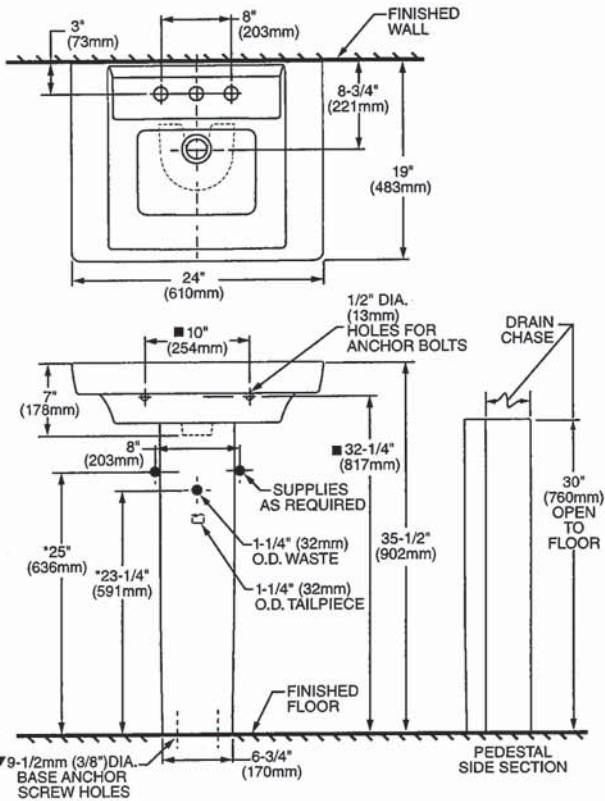 3"
(73mm)
8"
(203mm)
FINISHED
WALL
8-3/4"
(221mm)
19"
(483mm)
24"
(610mm)
1/2" DIA.
(13mm)
HOLES FOR
ANCHOR BOLTS
DRAIN
CHASE
■ 10"
(254mm)
7"
(178mm)
8"
(203mm)
■ 32-1/4"
(817mm)
SUPPLIES
AS REQUIRED
35-1/2"
(902mm)
30"
(760mm)
OPEN
TO
FLOOR
*25"
(636mm)
*23-1/4"
(591mm)
1-1/4" (32mm)
O.D. WASTE
1-1/4" (32mm)
O.D. TAILPIECE
FINISHED
FLOOR
▼9-1/2mm (3/8")DIA.
BASE ANCHOR
SCREW HOLES
6-3/4"
(170mm)
PEDESTAL
SIDE SECTION